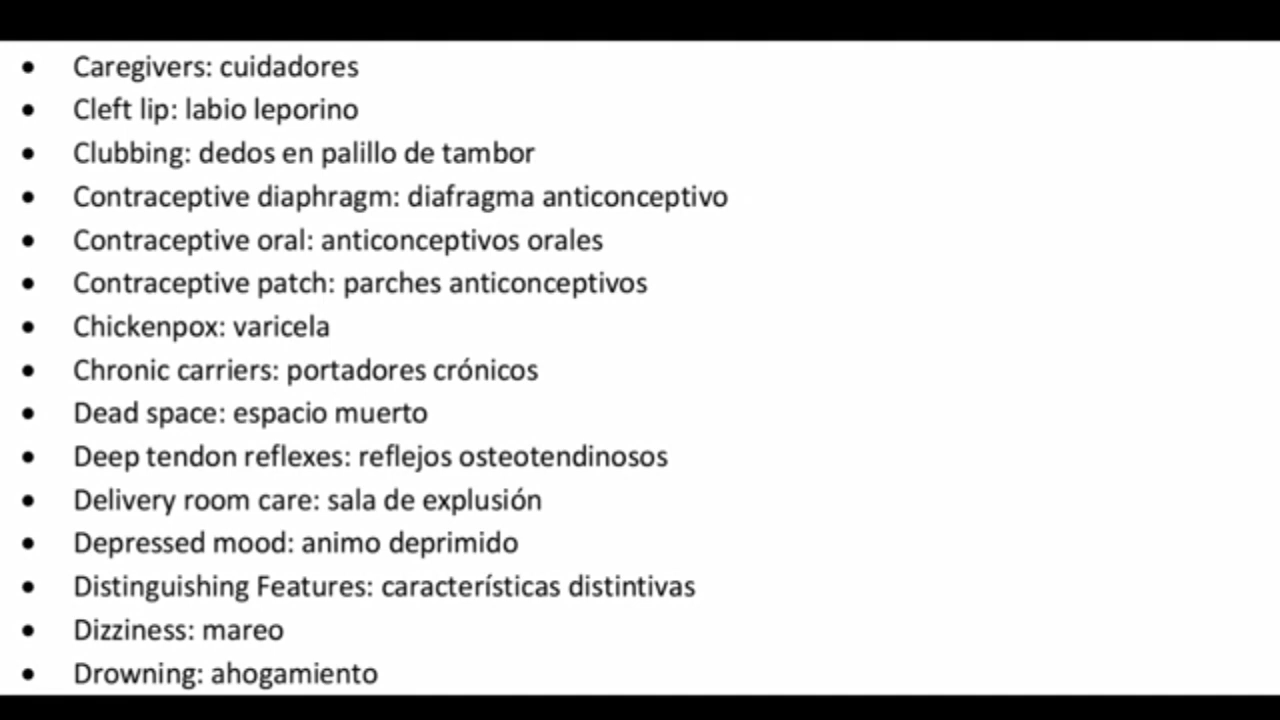 • Caregivers: cuidadores
• Cleft lip: labio leporino
• Clubbing: dedos en palillo de tambor
• Contraceptive diaphragm: diafragma anticonceptivo
• Contraceptive oral: anticonceptivos orales
• Contraceptive patch: parches anticonceptivos
• Chickenpox: varicela
• Chronic carriers: portadores crónicos
• Dead space: espacio muerto
• Deep tendon reflexes: reflejos osteotendinosos
• Delivery room care: sala de explusión
• Depressed mood: animo deprimido
• Distinguishing Features: características distintivas
• Dizziness: mareo
• Drowning: ahogamiento